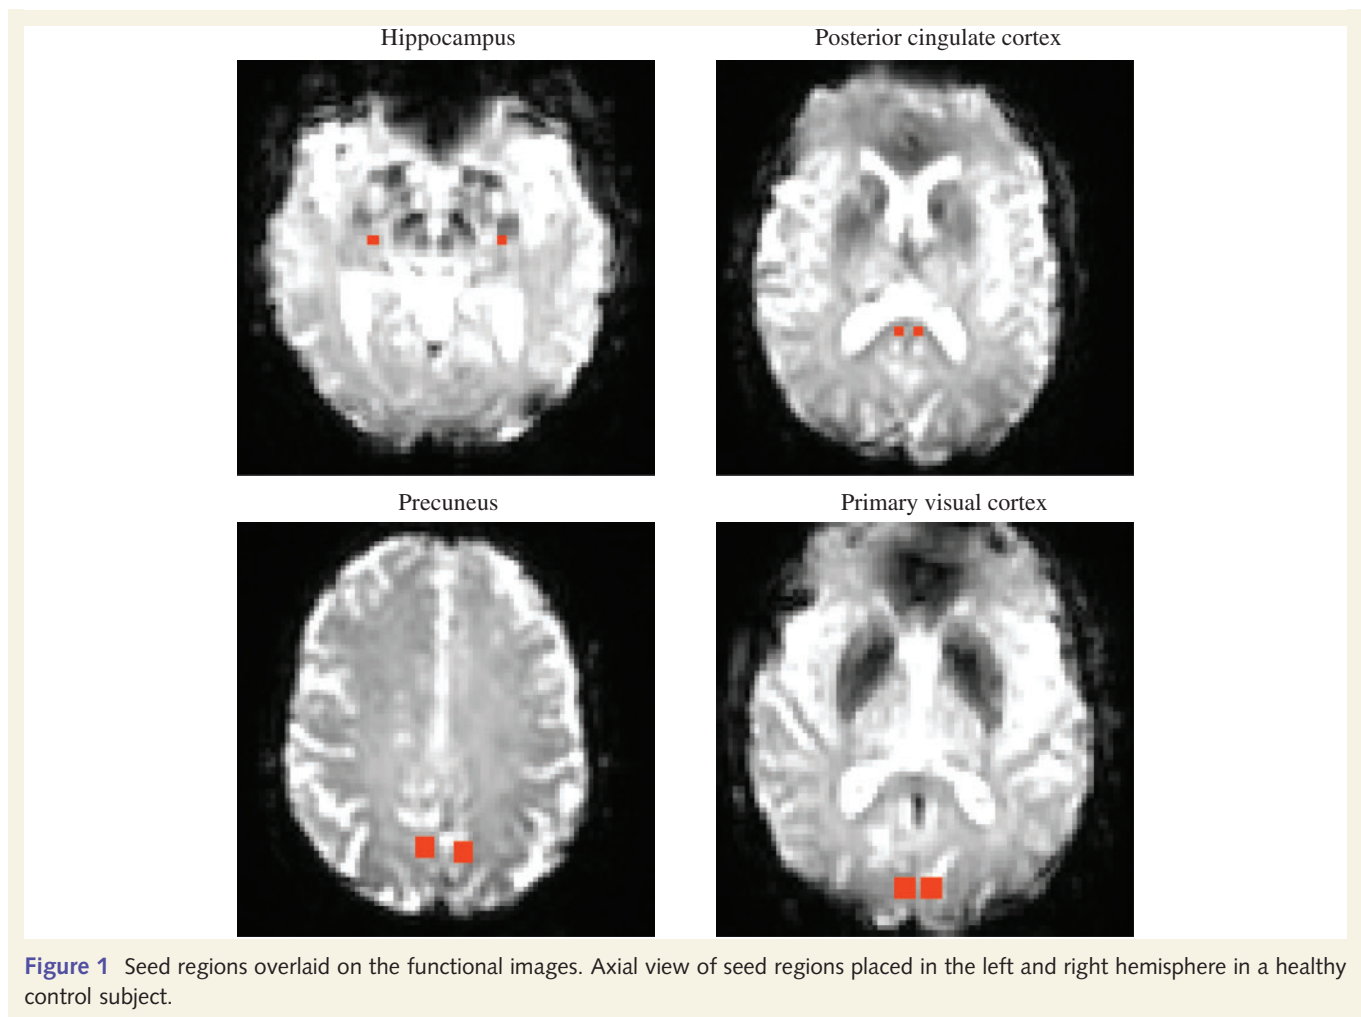 Hippocampus
Posterior cingulate cortex
Precuneus
Primary visual cortex
Figure 1 Seed regions overlaid on the functional images. Axial view of seed regions placed in the left and right hemisphere in a healthy
control subject.